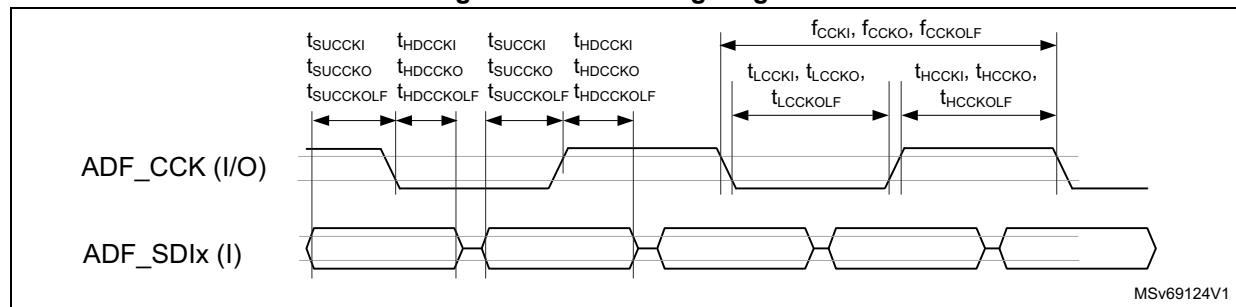 tSUCCKI tHDCCKI tSUCCKI tHDCCKI
tSUCCKO tHDCCKO tSUCCKO tHDCCKO
tSUCCKOLF tHDCCKOLF tSUCCKOLF tHDCCKOLF
fCCKI, fCCKO, fCCKOLF
tLCCKI, tLCCKO,
tLCCKOLF
tHCCKI, tHCCKO,
tHCCKOLF
ADF_CCK (I/O)
ADF_SDIx (I)
MSv69124V1